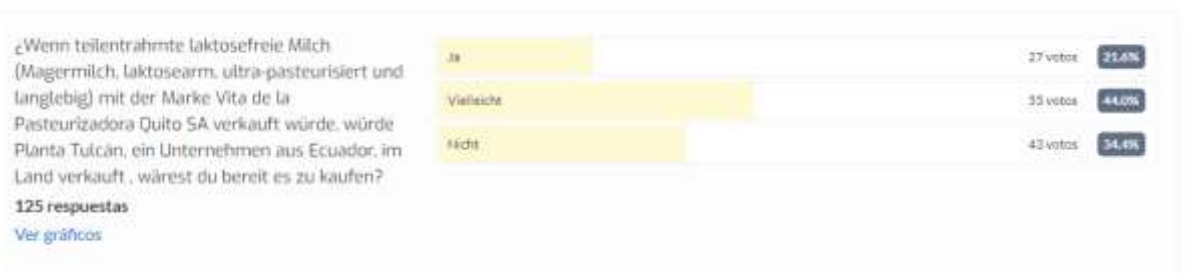 ¿Wenn teilentrahmte laktosefreie Milch
(Magermilch, laktosearm, ultra-pasteurisiert und
langlebig) mit der Marke Vita de la
Pasteurizadora Quito SA verkauft würde, würde
Planta Tulcán, ein Unternehmen aus Ecuador, im
Land verkauft , wärest du bereit es zu kaufen?
125 respuestas
Ver gráficos
Ja 27 votos 21.6%
Vielleicht 55 votos 44.0%
Nicht 43 votos 34.4%